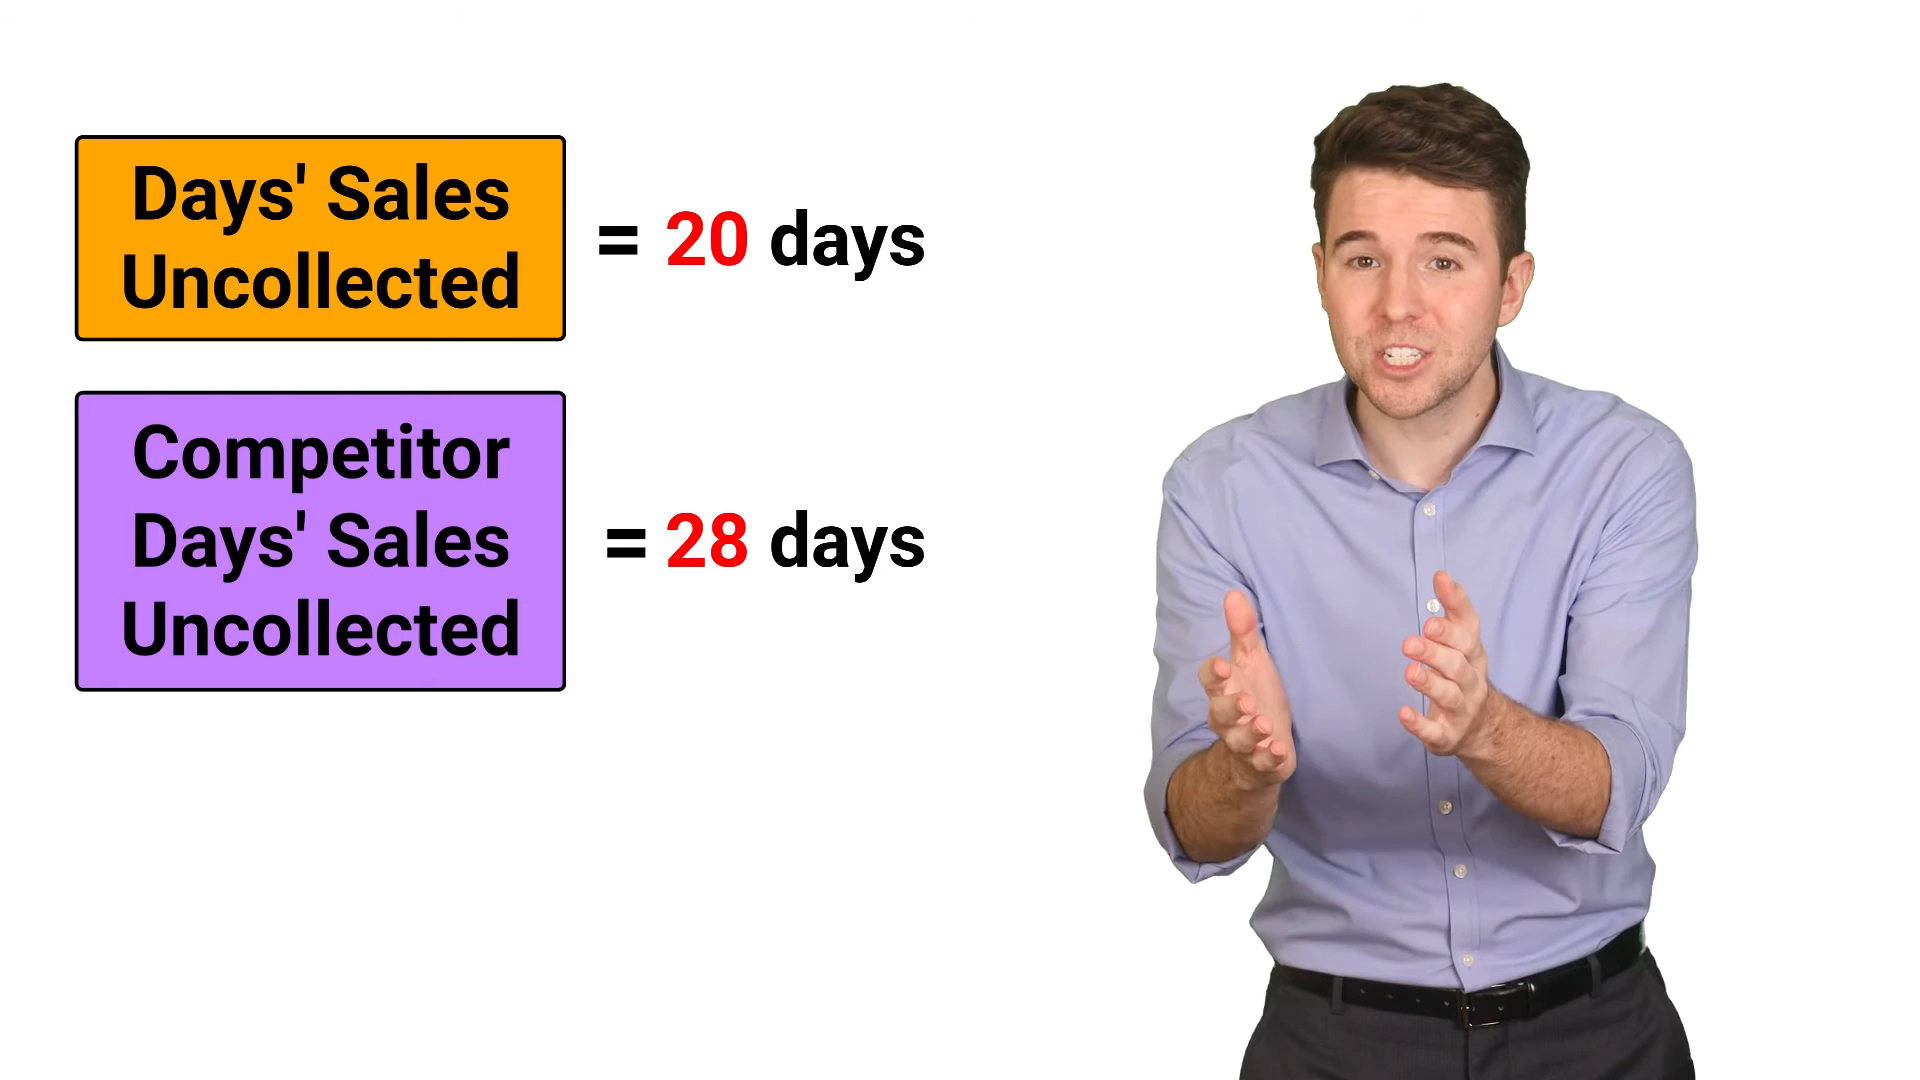 Days' Sales
Uncollected
= 20 days
Competitor
Days' Sales
Uncollected
= 28 days